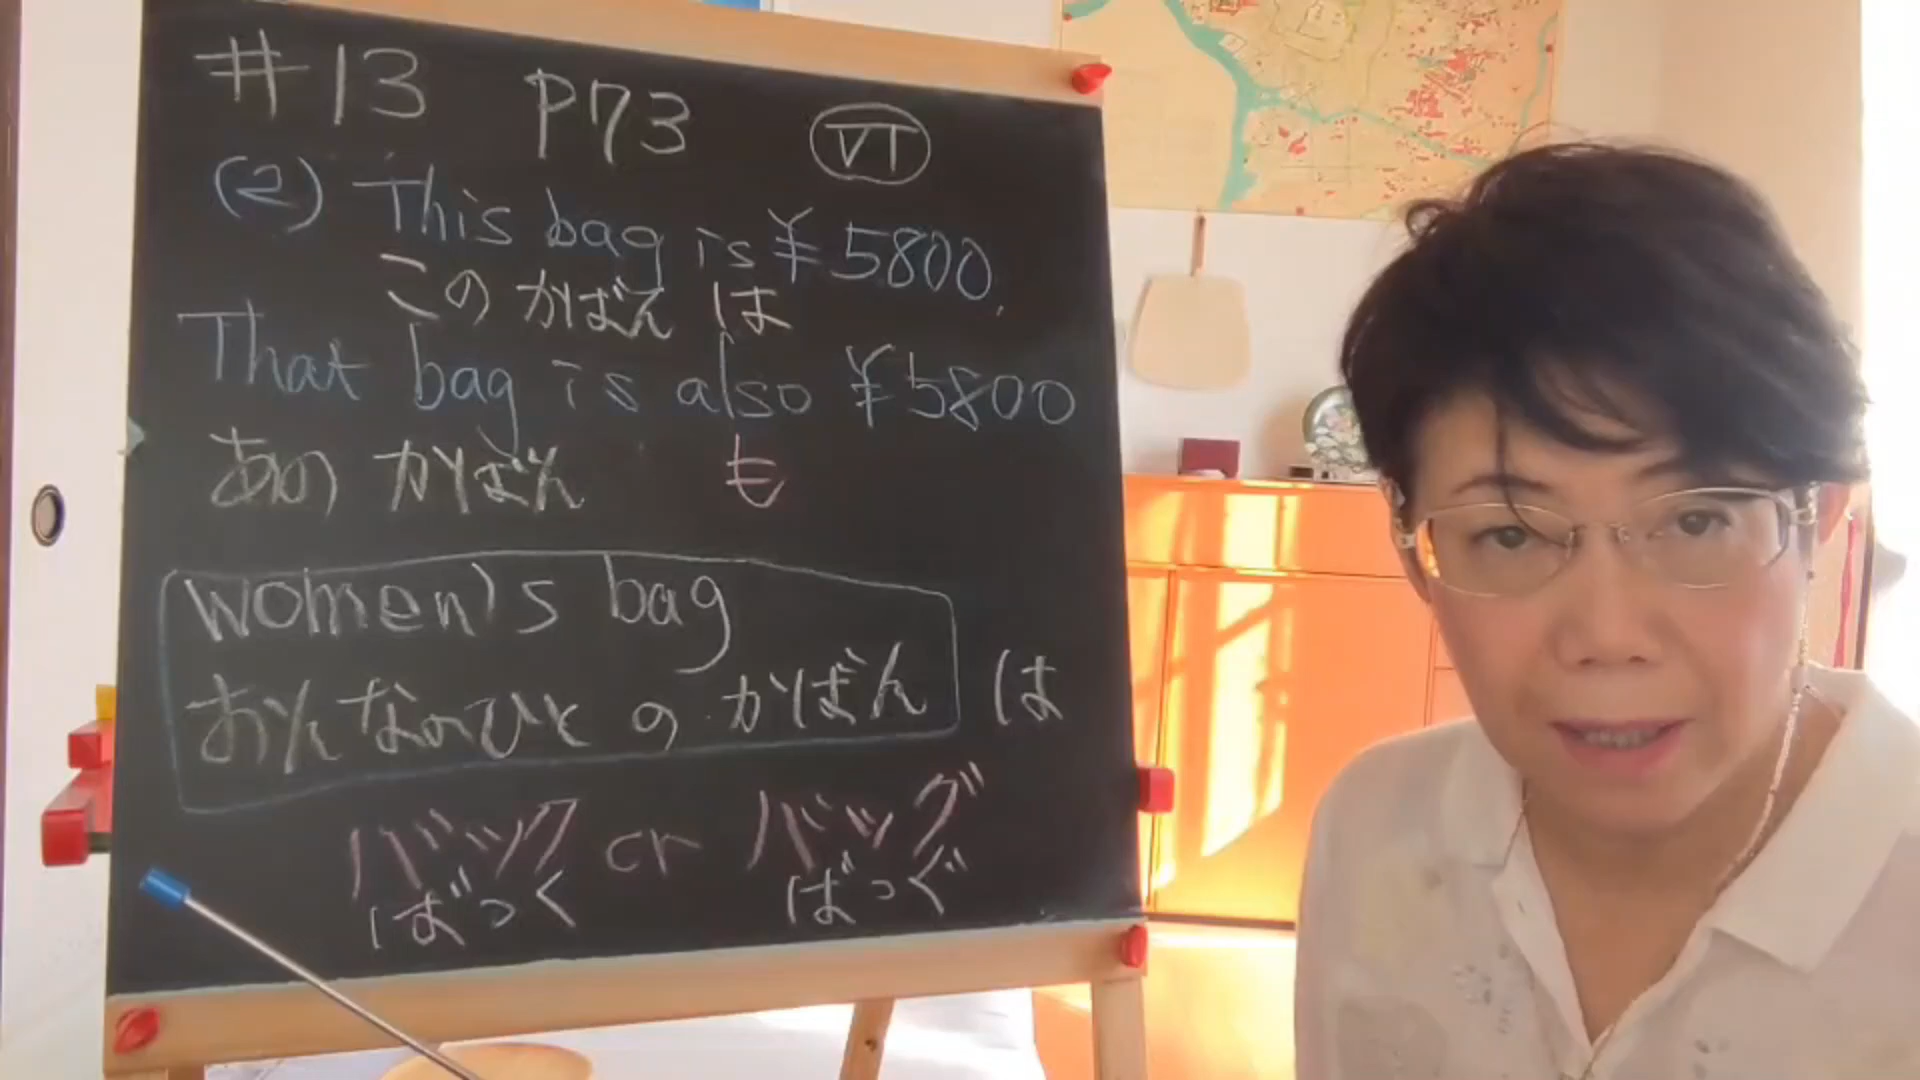 #13 P73 VT
(2) This bag is ¥5800.
このかばんは
That bag is also ¥5800
あのかばん も
women's bag
おんなのひとのかばん は
バック or バッグ
ばっく ばっぐ